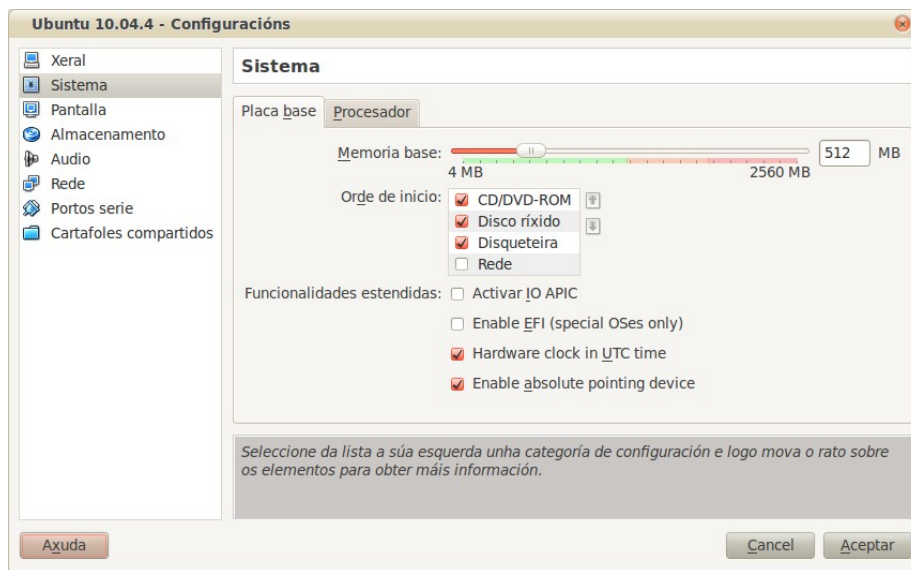 Ubuntu 10.04.4 - Configuracións
Xeral
Sistema
Pantalla
Almacenamento
Audio
Rede
Portos serie
Cartafoles compartidos
Sistema
Placa base
Procesador
Memoria base:
512 MB
4 MB
2560 MB
Orde de inicio:
CD/DVD-ROM
Disco ríxido
Disqueteira
Rede
Funcionalidades estendidas:
Activar IO APIC
Enable EFI (special OSes only)
Hardware clock in UTC time
Enable absolute pointing device
Seleccione da lista a súa esquerda unha categoría de configuración e logo mova o rato sobre
os elementos para obter máis información.
Axuda
Cancel
Aceptar